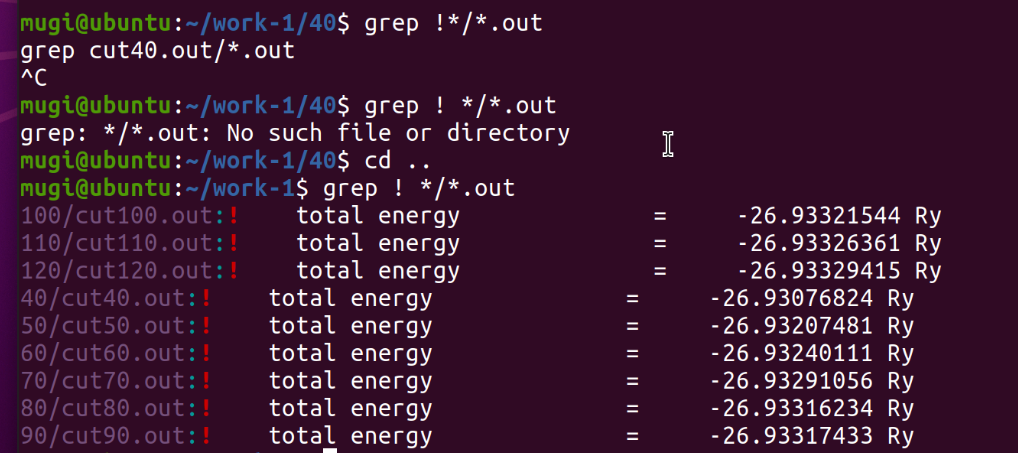 mugi@ubuntu:~/work-1/40$ grep !*/*.out
grep cut40.out/*.out
^C
mugi@ubuntu:~/work-1/40$ grep ! */*.out
grep: */*.out: No such file or directory
mugi@ubuntu:~/work-1/40$ cd ..
mugi@ubuntu:~/work-1$ grep ! */*.out
100/cut100.out:!    total energy              =     -26.93321544 Ry
110/cut110.out:!    total energy              =     -26.93326361 Ry
120/cut120.out:!    total energy              =     -26.93329415 Ry
40/cut40.out:!    total energy              =     -26.93076824 Ry
50/cut50.out:!    total energy              =     -26.93207481 Ry
60/cut60.out:!    total energy              =     -26.93240111 Ry
70/cut70.out:!    total energy              =     -26.93291056 Ry
80/cut80.out:!    total energy              =     -26.93316234 Ry
90/cut90.out:!    total energy              =     -26.93317433 Ry